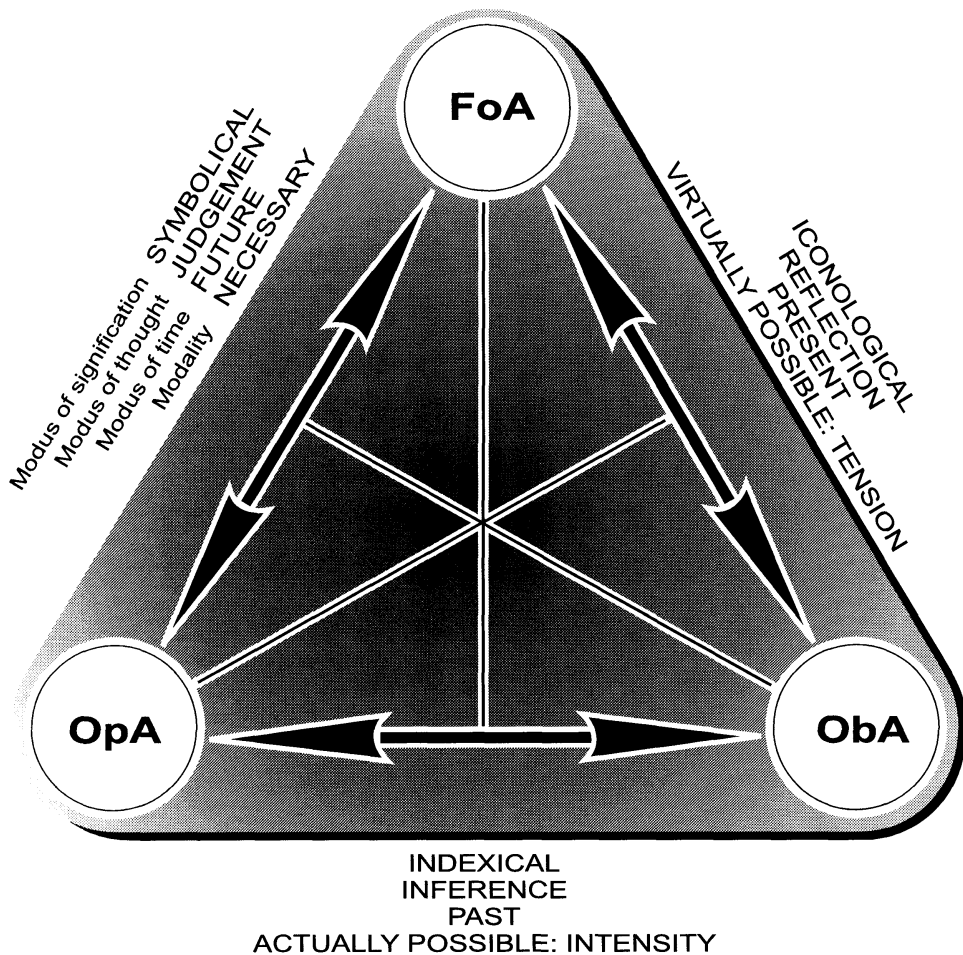 FoA
Modus of signification SYMBOLICAL
Modus of thought JUDGEMENT
Modus of time FUTURE
Modality NECESSARY
ICONOLOGICAL
REFLECTION
PRESENT
VIRTUALLY POSSIBLE: TENSION
OpA
ObA
INDEXICAL
INFERENCE
PAST
ACTUALLY POSSIBLE: INTENSITY